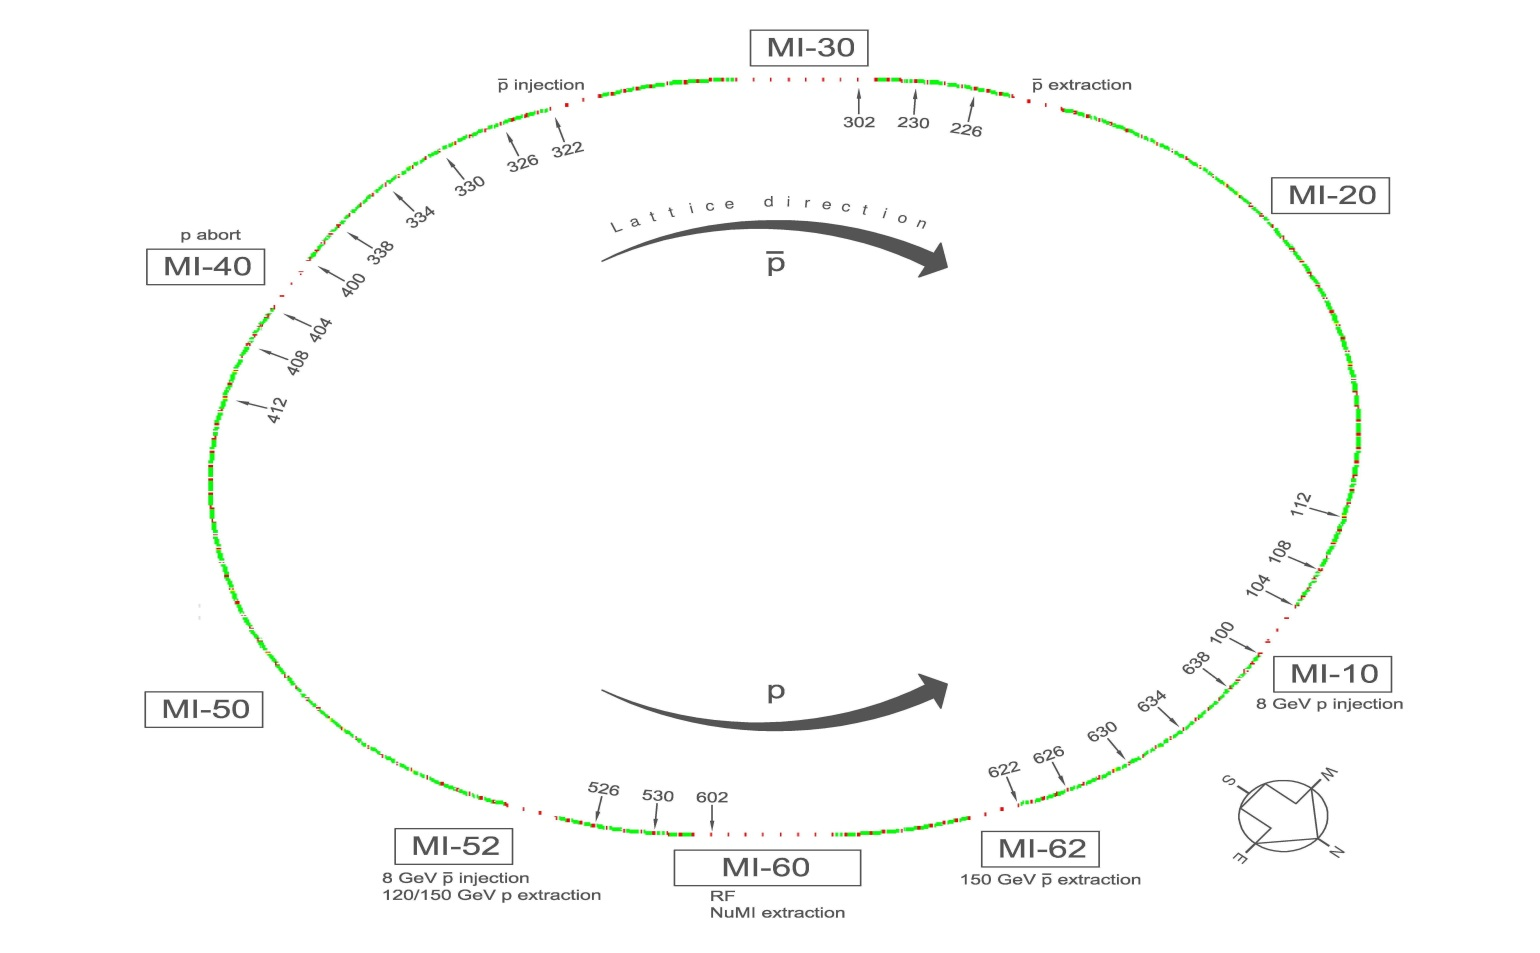 MI-30
p̅ injection
p̅ extraction
302
230
226
322
326
330
334
338
400
404
408
412
MI-20
Lattice direction
p̅
p abort
MI-40
112
108
104
100
638
634
630
626
622
MI-10
8 GeV p injection
p
MI-50
526
530
602
MI-52
8 GeV p̅ injection
120/150 GeV p extraction
MI-60
RF
NuMI extraction
MI-62
150 GeV p̅ extraction
S
W
E
N